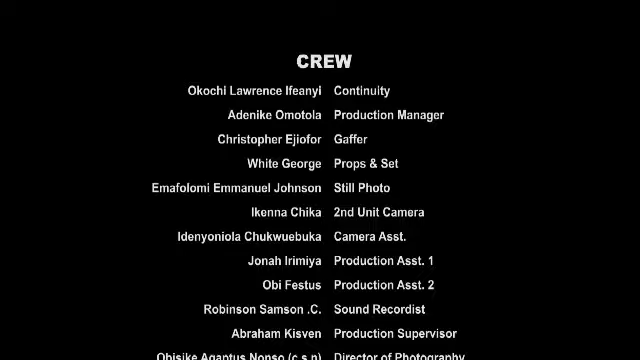 CREW
Okochi Lawrence Ifeanyi Continuity
Adenike Omotola Production Manager
Christopher Ejiofor Gaffer
White George Props & Set
Emafolomi Emmanuel Johnson Still Photo
Ikenna Chika 2nd Unit Camera
Idenyoniola Chukwuebuka Camera Asst.
Jonah Irimiya Production Asst. 1
Obi Festus Production Asst. 2
Robinson Samson .C. Sound Recordist
Abraham Kisven Production Supervisor
Obisike Agaptus Nonso (c.s.n) Director of Photography